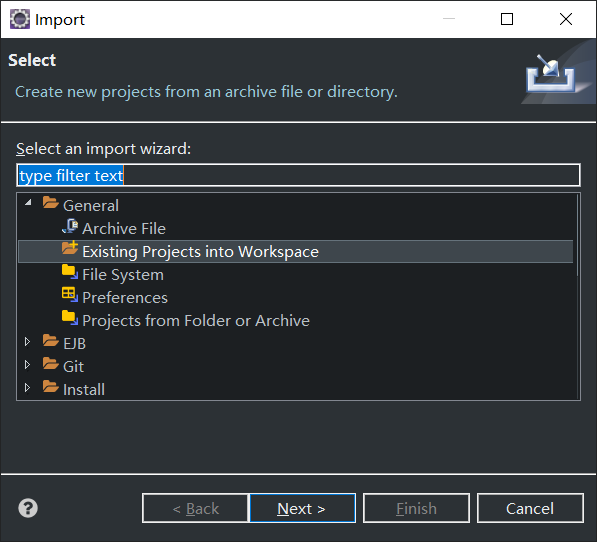 Import
Select
Create new projects from an archive file or directory.
Select an import wizard:
type filter text
General
Archive File
Existing Projects into Workspace
File System
Preferences
Projects from Folder or Archive
EJB
Git
Install
?
< Back Next > Finish Cancel